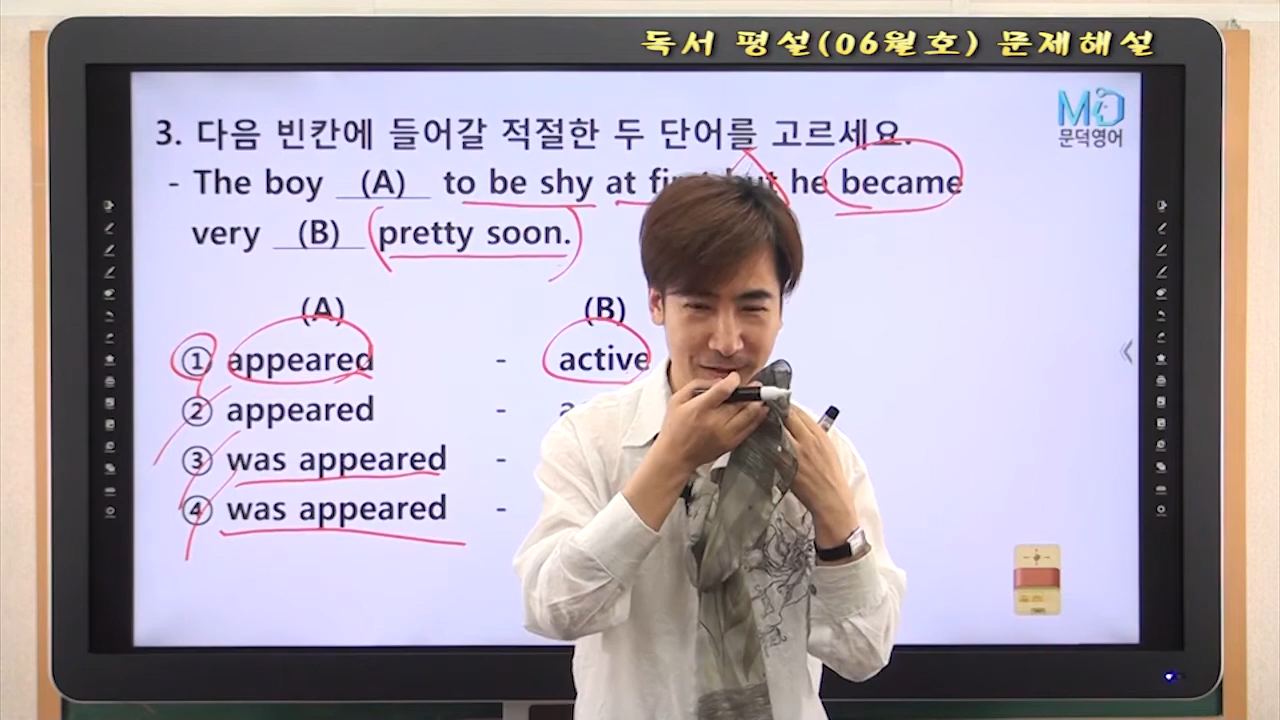 독서 평설(06월호) 문제해설
MD
문덕영어
3. 다음 빈칸에 들어갈 적절한 두 단어를 고르세요.
- The boy (A) to be shy at but he became
very (B) pretty soon.
(A) (B)
① appeared - active
② appeared -
③ was appeared -
④ was appeared -